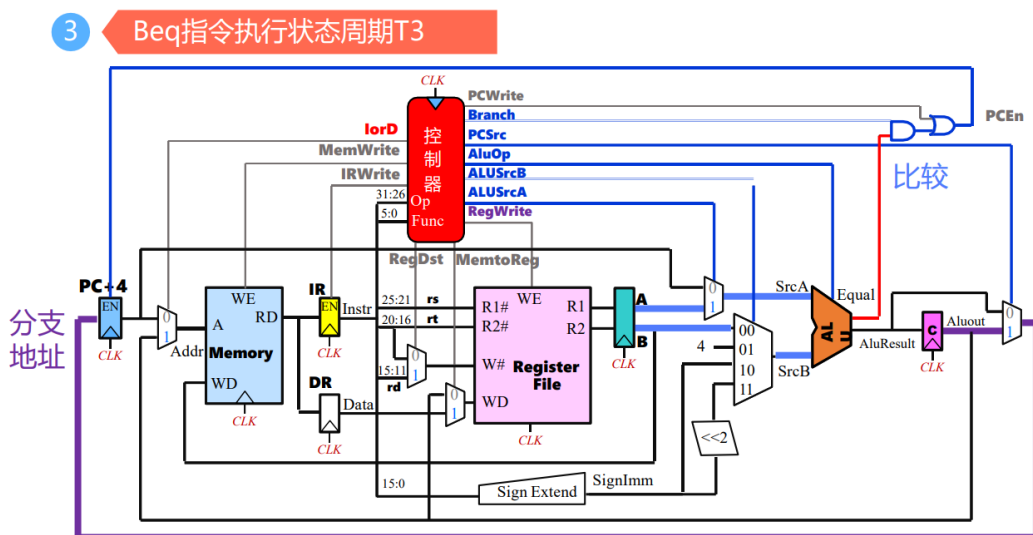 3
Beq指令执行状态周期T3
CLK
PCWrite
Branch
PCSrc
AluOp
ALUSrcB
ALUSrcA
RegWrite
PCEn
IorD
MemWrite
IRWrite
31:26
5:0
控制器
Op
Func
比较
RegDst
MemtoReg
PC+4
EN
CLK
分支
地址
0
1
Addr
WE
A
RD
Memory
WD
CLK
IR
EN
Instr
CLK
DR
Data
CLK
25:21
rs
20:16
rt
15:11
rd
0
1
0
1
WE
R1#
R1
R2#
R2
W#
Register
File
WD
CLK
A
B
CLK
0
1
SrcA
4
00
01
10
11
SrcB
<<2
15:0
Sign Extend
SignImm
Equal
ALU
AluResult
C
Aluout
CLK
0
1